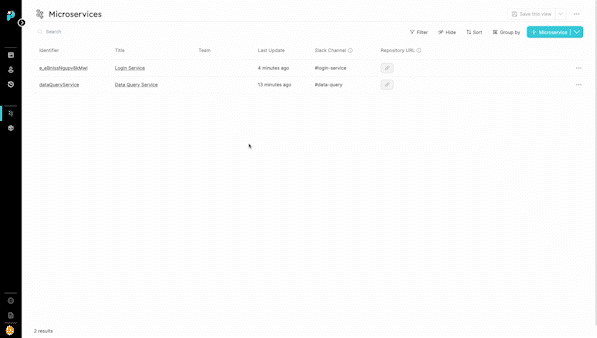 Microservices
Save this view
Search
Filter Hide Sort Group by + Microservice
Identifier Title Team Last Update Slack Channel Repository URL
Login Service 4 minutes ago #login-service
dataQueryService Data Query Service 13 minutes ago #data-query
2 results